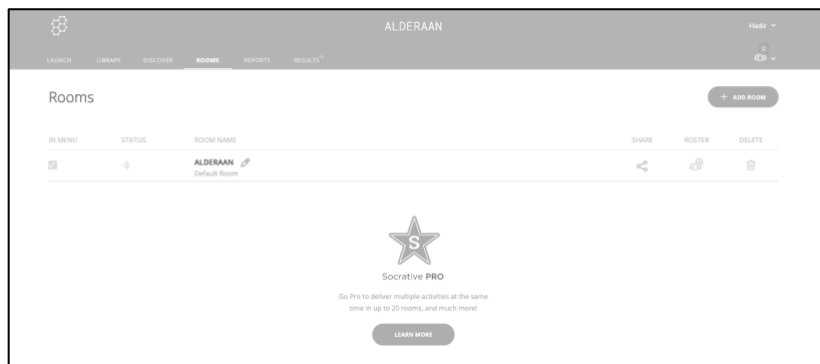 ALDERAAN
Hadir
LAUNCH LIBRARY DISCOVER ROOMS REPORTS RESULTS
0
Rooms
+ ADD ROOM
IN MENU STATUS ROOM NAME SHARE ROSTER DELETE
ALDERAAN
Default Room
S
Socrative PRO
Go Pro to deliver multiple activities at the same
time in up to 20 rooms, and much more!
LEARN MORE